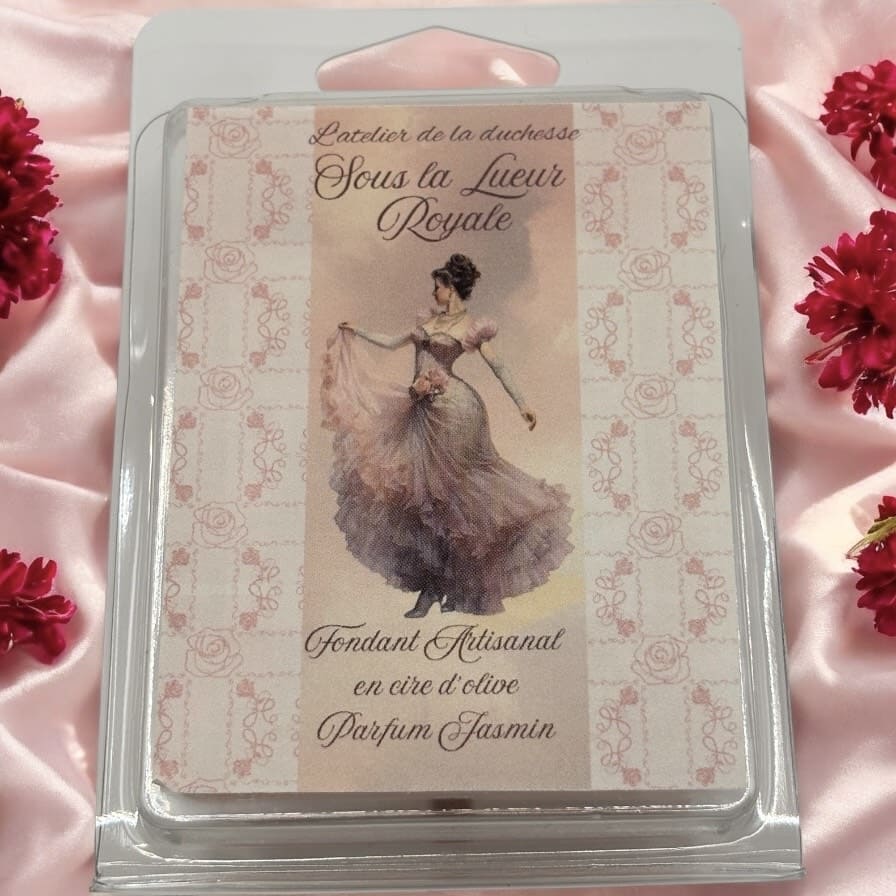 L'atelier de la duchesse
Sous la Lueur
Royale
Fondant Artisanal
en cire d'olive
Parfum Jasmin